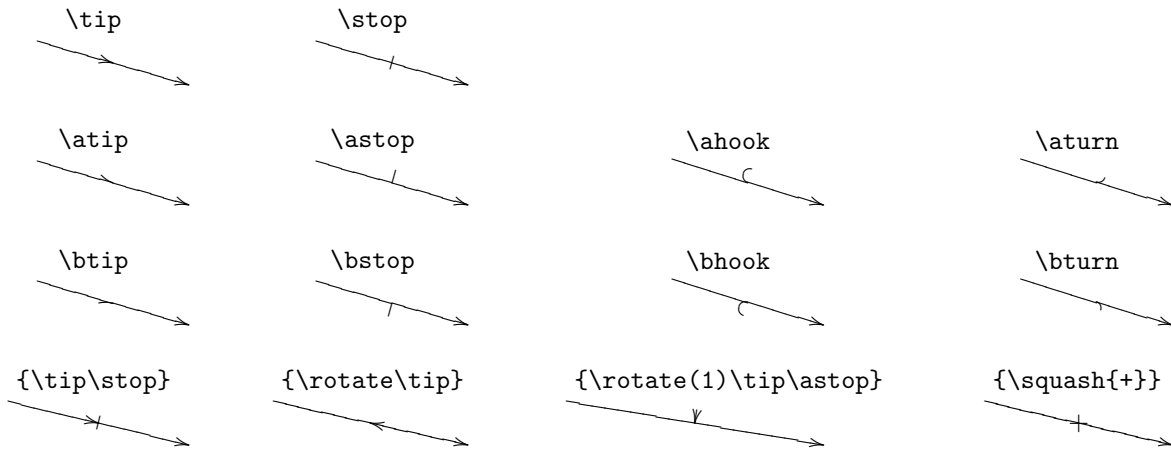 \tip \stop
\atip \astop \ahook \aturn
\btip \bstop \bhook \bturn
{\tip\stop} {\rotate\tip} {\rotate(1)\tip\astop} {\squash{+}}